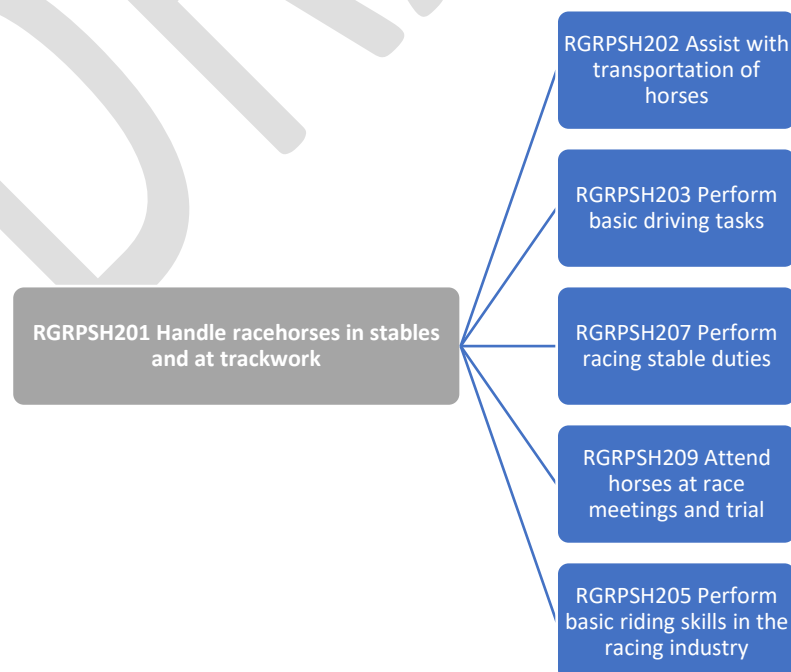 RGRPSH201 Handle racehorses in stables
and at trackwork
RGRPSH202 Assist with
transportation of
horses
RGRPSH203 Perform
basic driving tasks
RGRPSH207 Perform
racing stable duties
RGRPSH209 Attend
horses at race
meetings and trial
RGRPSH205 Perform
basic riding skills in the
racing industry